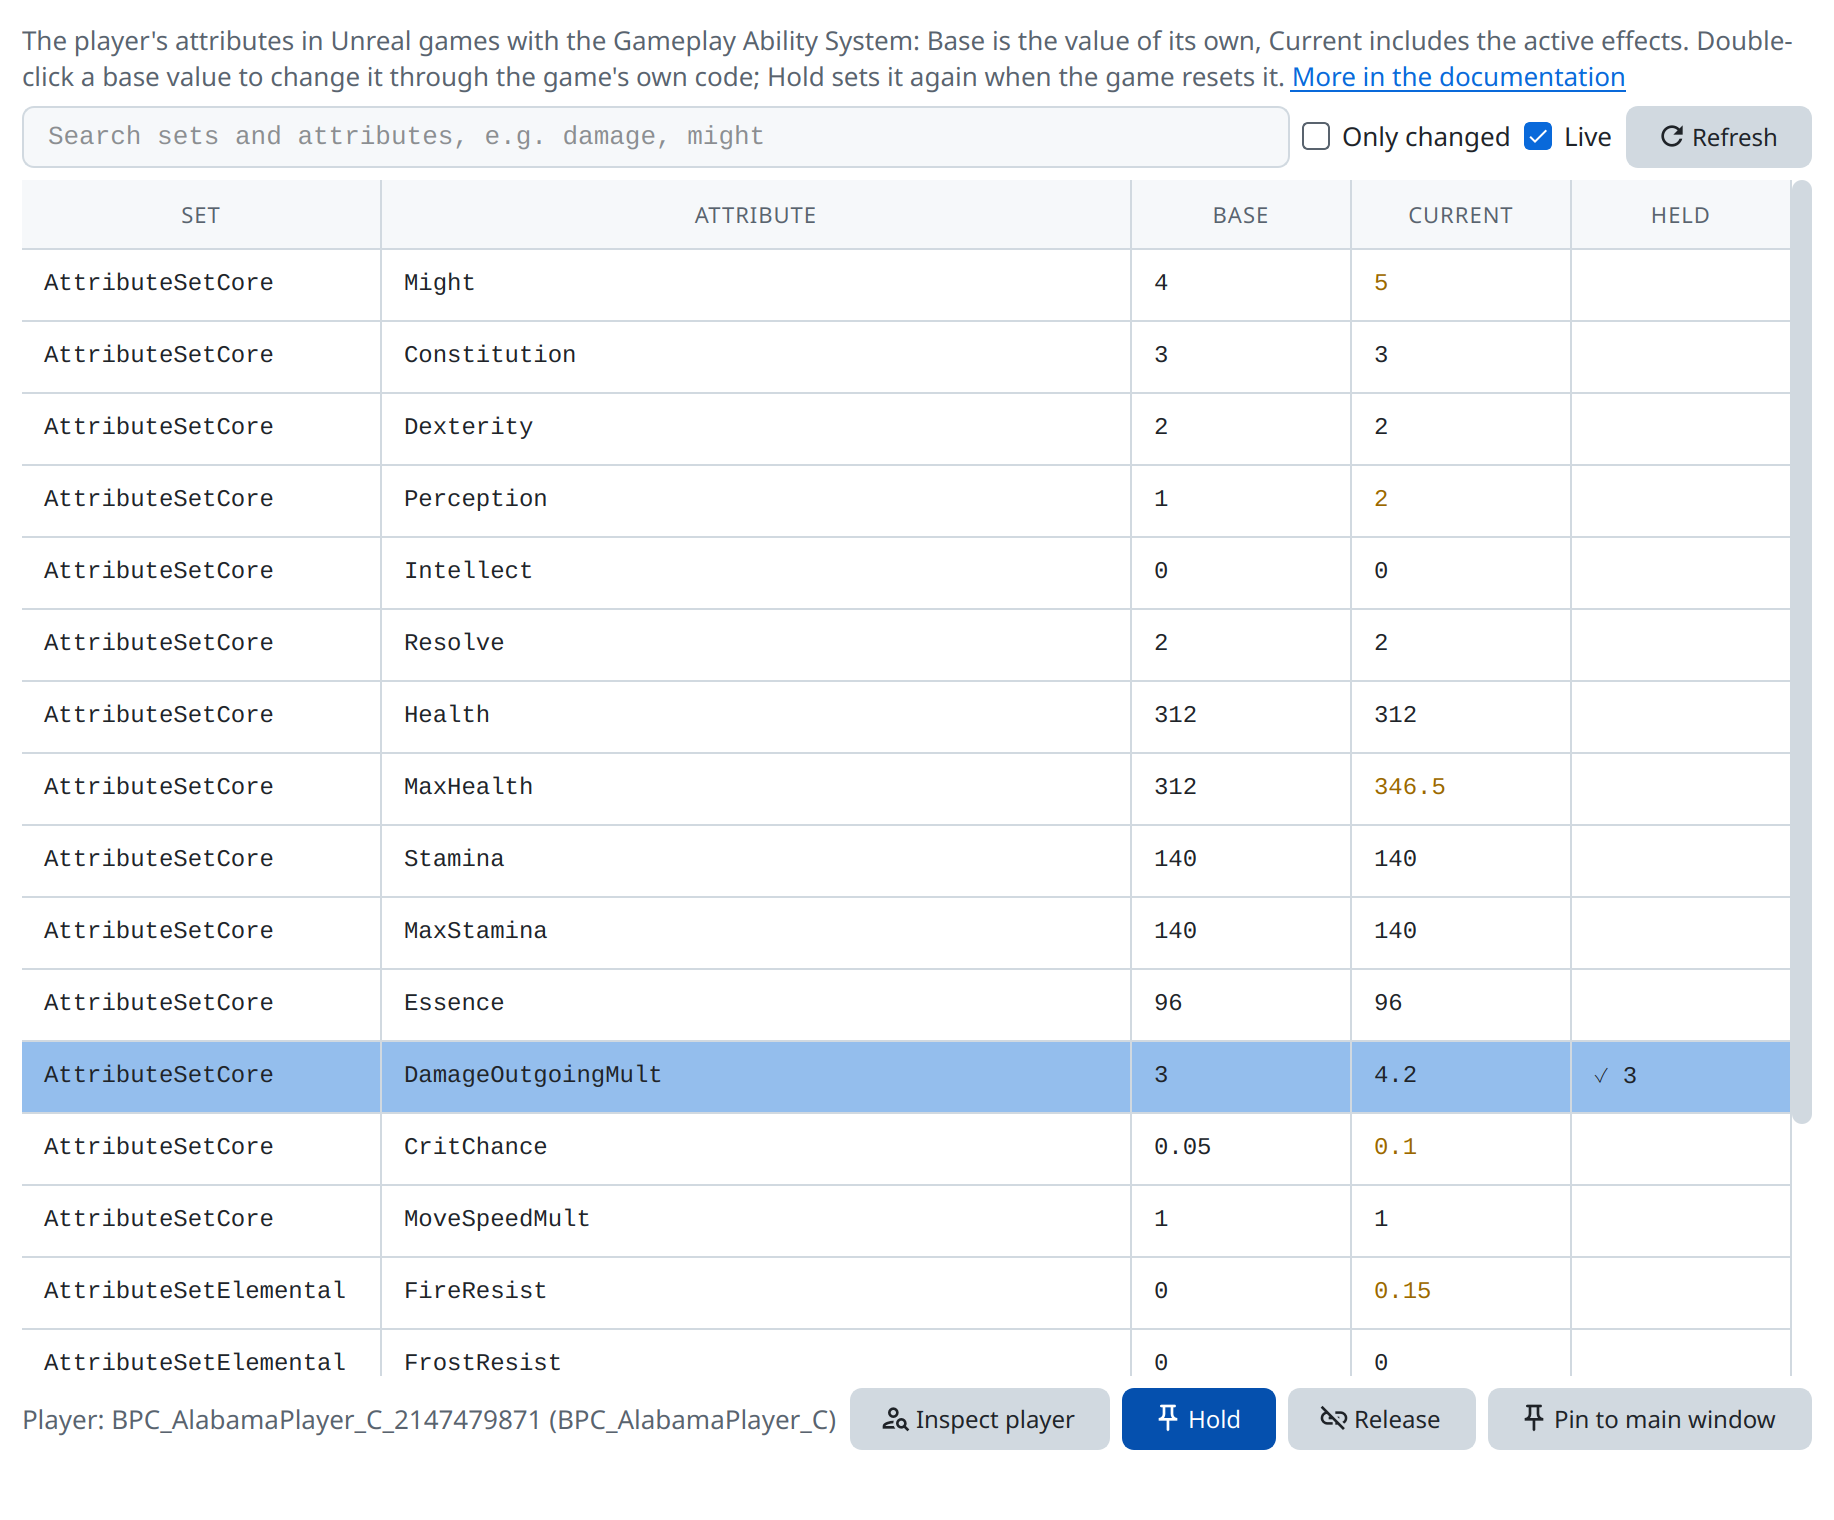 The player's attributes in Unreal games with the Gameplay Ability System: Base is the value of its own, Current includes the active effects. Double-
click a base value to change it through the game's own code; Hold sets it again when the game resets it. More in the documentation
Search sets and attributes, e.g. damage, might Only changed Live Refresh
SET ATTRIBUTE BASE CURRENT HELD
AttributeSetCore Might 4 5
AttributeSetCore Constitution 3 3
AttributeSetCore Dexterity 2 2
AttributeSetCore Perception 1 2
AttributeSetCore Intellect 0 0
AttributeSetCore Resolve 2 2
AttributeSetCore Health 312 312
AttributeSetCore MaxHealth 312 346.5
AttributeSetCore Stamina 140 140
AttributeSetCore MaxStamina 140 140
AttributeSetCore Essence 96 96
AttributeSetCore DamageOutgoingMult 3 4.2 ✓ 3
AttributeSetCore CritChance 0.05 0.1
AttributeSetCore MoveSpeedMult 1 1
AttributeSetElemental FireResist 0 0.15
AttributeSetElemental FrostResist 0 0
Player: BPC_AlabamaPlayer_C_2147479871 (BPC_AlabamaPlayer_C) Inspect player Hold Release Pin to main window